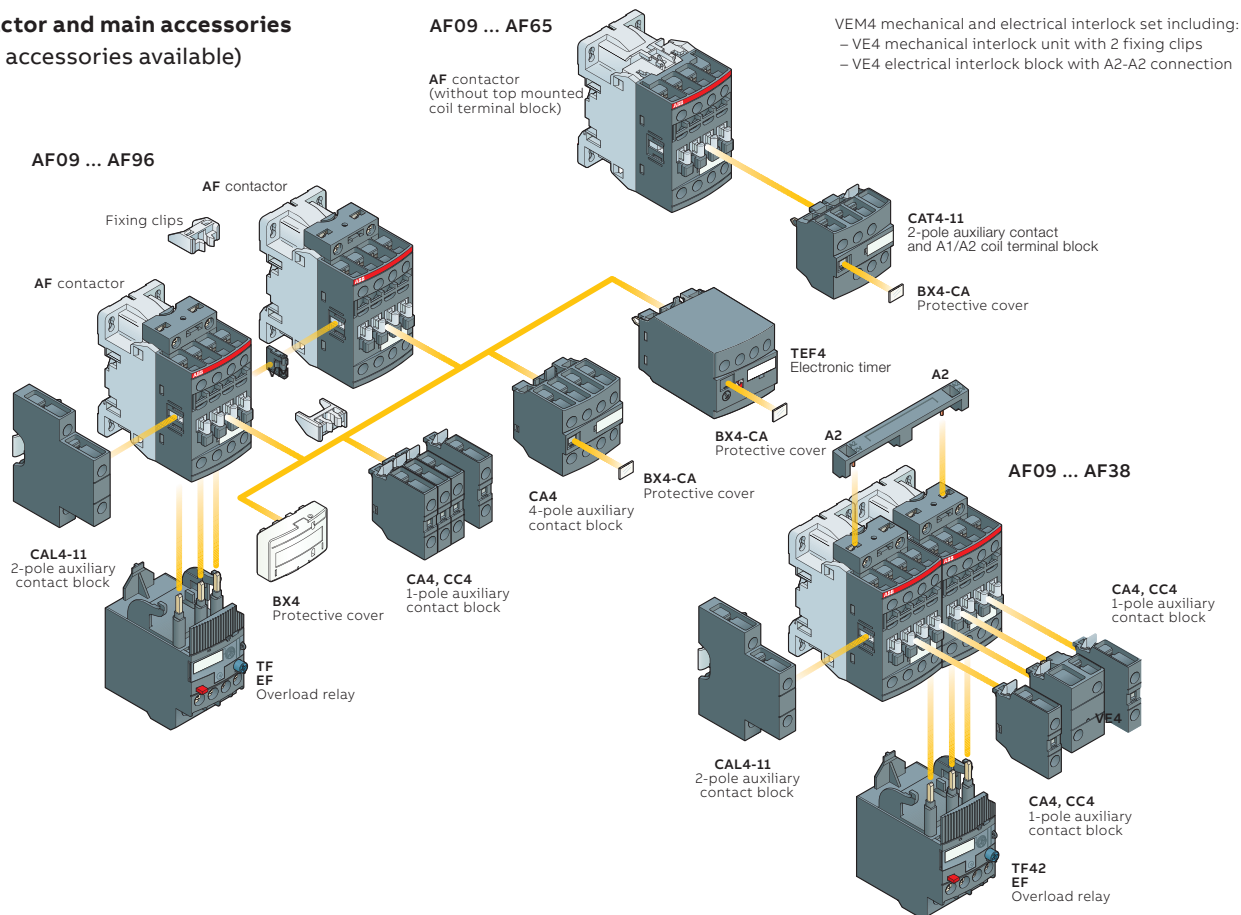 ctor and main accessories
accessories available)
AF09 ... AF65
AF contactor
(without top mounted
coil terminal block)
VEM4 mechanical and electrical interlock set including:
– VE4 mechanical interlock unit with 2 fixing clips
– VE4 electrical interlock block with A2-A2 connection
AF09 ... AF96
AF contactor
Fixing clips
AF contactor
CAT4-11
2-pole auxiliary contact
and A1/A2 coil terminal block
BX4-CA
Protective cover
TEF4
Electronic timer
BX4-CA
Protective cover
A2
A2
AF09 ... AF38
BX4-CA
Protective cover
CA4
4-pole auxiliary
contact block
CAL4-11
2-pole auxiliary
contact block
BX4
Protective cover
CA4, CC4
1-pole auxiliary
contact block
TF
EF
Overload relay
CA4, CC4
1-pole auxiliary
contact block
VE4
CAL4-11
2-pole auxiliary
contact block
CA4, CC4
1-pole auxiliary
contact block
TF42
EF
Overload relay
ABB
ABB
ABB
ABB
ABB